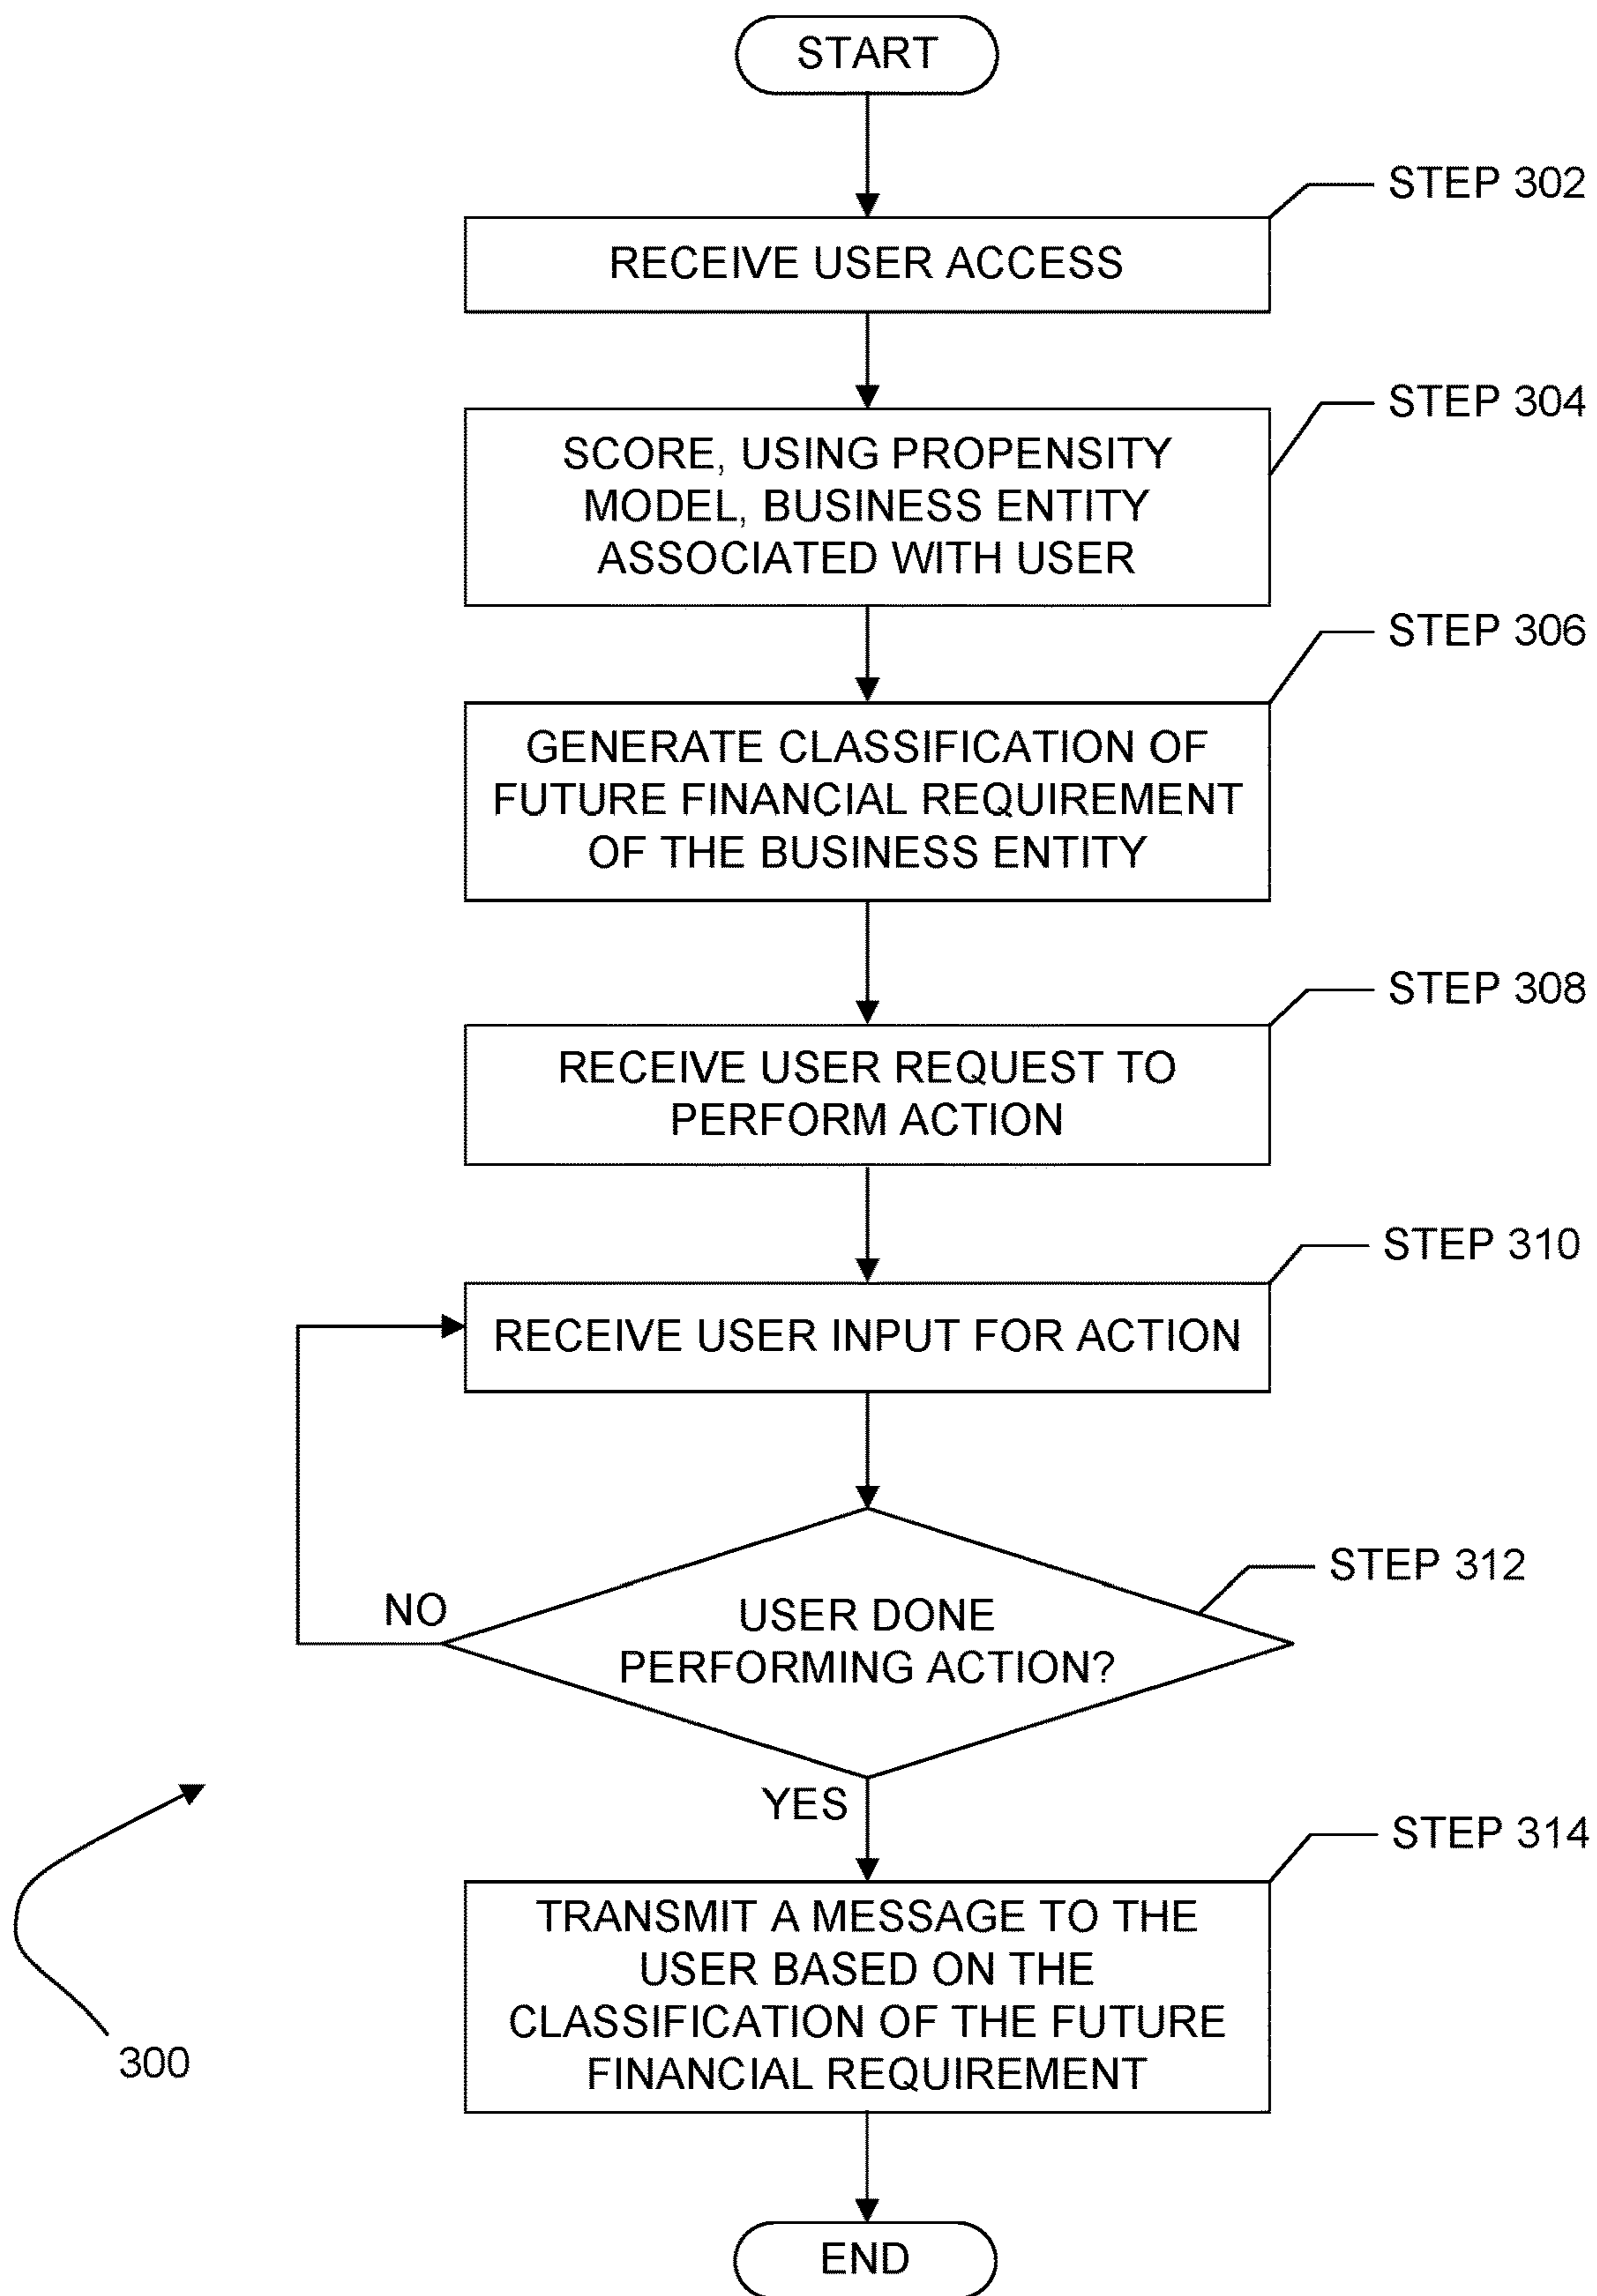 START
STEP 302
RECEIVE USER ACCESS
STEP 304
SCORE, USING PROPENSITY
MODEL, BUSINESS ENTITY
ASSOCIATED WITH USER
STEP 306
GENERATE CLASSIFICATION OF
FUTURE FINANCIAL REQUIREMENT
OF THE BUSINESS ENTITY
STEP 308
RECEIVE USER REQUEST TO
PERFORM ACTION
STEP 310
RECEIVE USER INPUT FOR ACTION
STEP 312
NO
USER DONE
PERFORMING ACTION?
YES
STEP 314
TRANSMIT A MESSAGE TO THE
USER BASED ON THE
CLASSIFICATION OF THE FUTURE
FINANCIAL REQUIREMENT
300
END